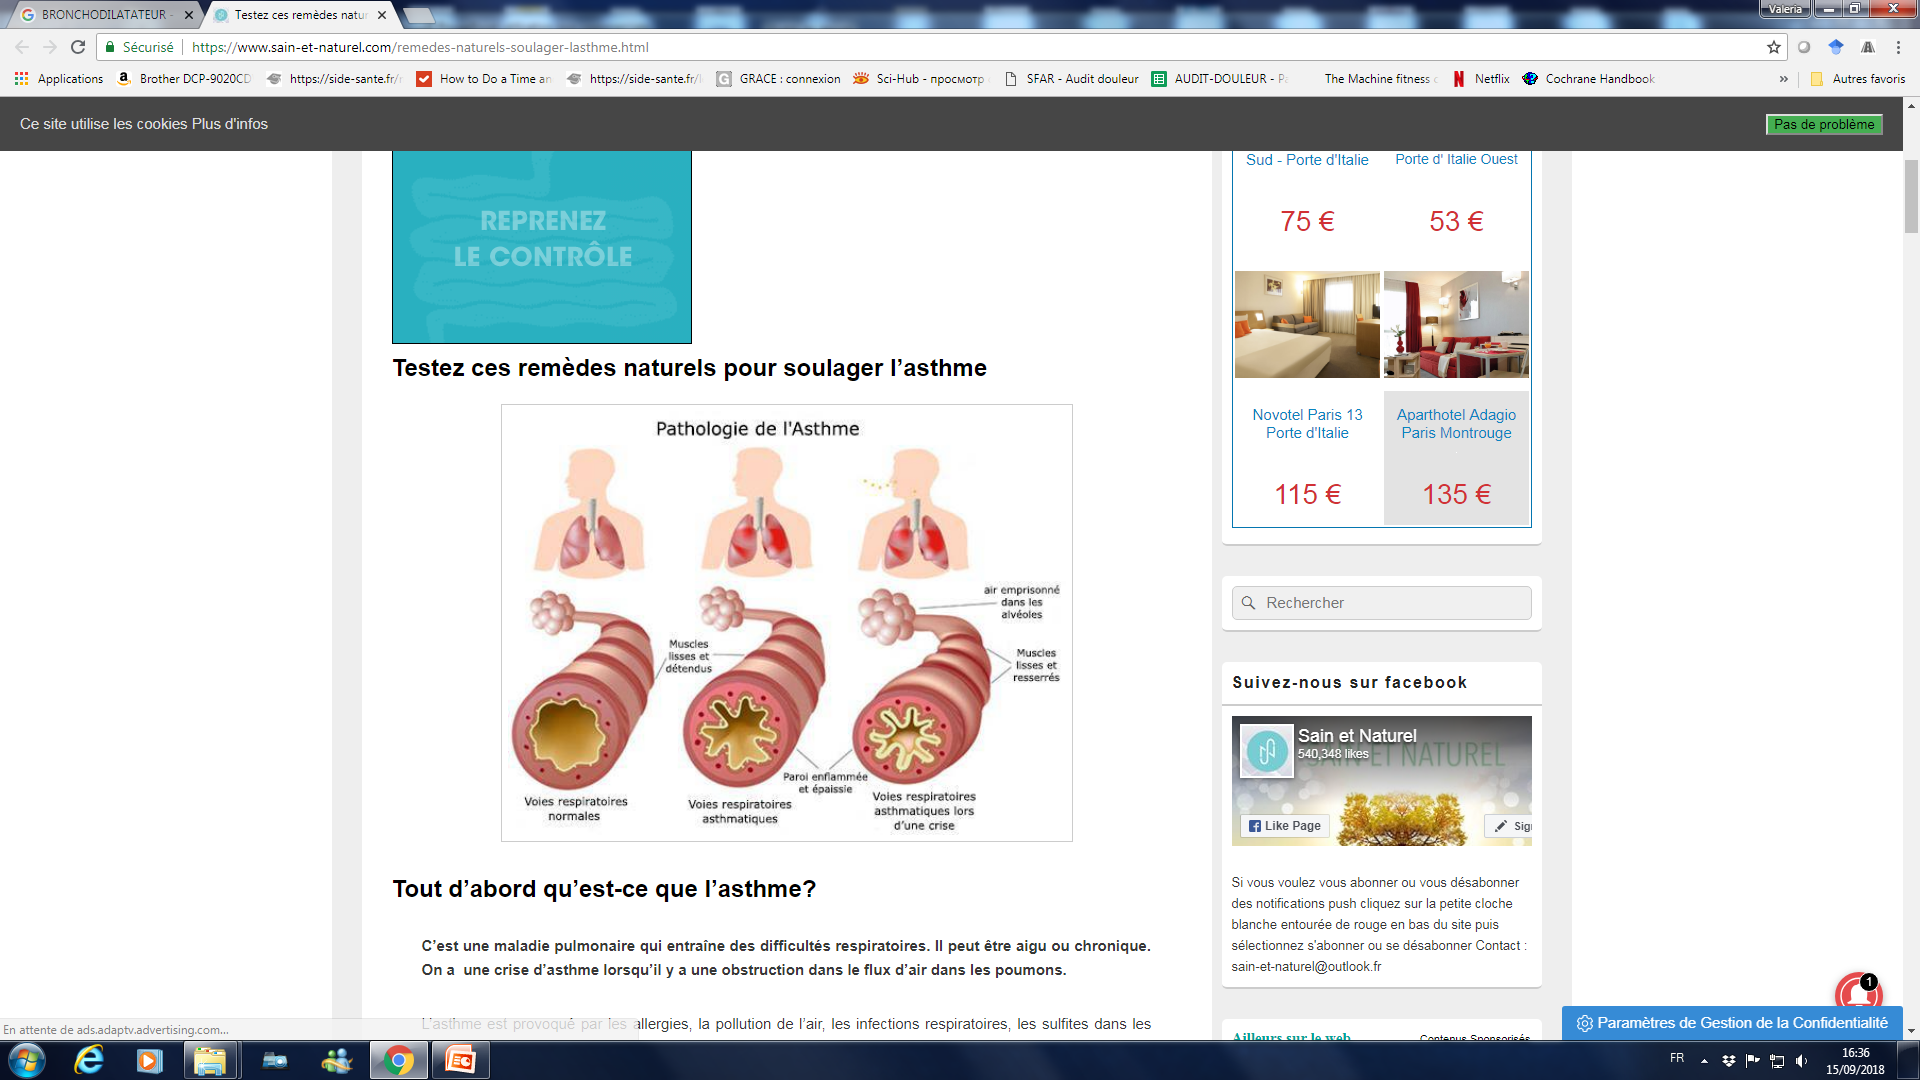 BRONCHODILATATEUR -
Testez ces remèdes natur
Valeria
Sécurisé
https://www.sain-et-naturel.com/remedes-naturels-soulager-lasthme.html
Applications
Brother DCP-9020CD
https://side-sante.fr/
How to Do a Time an
https://side-sante.fr/
GRACE : connexion
Sci-Hub - просмотр
SFAR - Audit douleur
AUDIT-DOULEUR - P
The Machine fitness
Netflix
Cochrane Handbook
»
Autres favoris
Ce site utilise les cookies Plus d'infos
Pas de problème
REPRENEZ
LE CONTRÔLE
Testez ces remèdes naturels pour soulager l’asthme
Pathologie de l'Asthme
air emprisonné
dans les
alvéoles
Muscles
lisses et
détendus
Muscles
lisses et
resserrés
Paroi enflammée
et épaissie
Voies respiratoires
normales
Voies respiratoires
asthmatiques
Voies respiratoires
asthmatiques lors
d’une crise
Tout d’abord qu’est-ce que l’asthme?
C’est une maladie pulmonaire qui entraîne des difficultés respiratoires. Il peut être aigu ou chronique.
On a une crise d’asthme lorsqu’il y a une obstruction dans le flux d’air dans les poumons.
L’asthme est provoqué par les allergies, la pollution de l’air, les infections respiratoires, les sulfites dans les
Sud - Porte d'Italie
Porte d' Italie Ouest
75 €
53 €
Novotel Paris 13
Porte d'Italie
Aparthotel Adagio
Paris Montrouge
115 €
135 €
Rechercher
Suivez-nous sur facebook
Sain et Naturel
540,348 likes
SAIN ET NATUREL
Like Page
Sign
Si vous voulez vous abonner ou vous désabonner
des notifications push cliquez sur la petite cloche
blanche entourée de rouge en bas du site puis
sélectionnez s'abonner ou se désabonner Contact :
sain-et-naturel@outlook.fr
1
Ailleurs sur le web
Contenus Sponsorisés
Paramètres de Gestion de la Confidentialité
En attente de ads.adaptv.advertising.com...
FR
16:36
15/09/2018